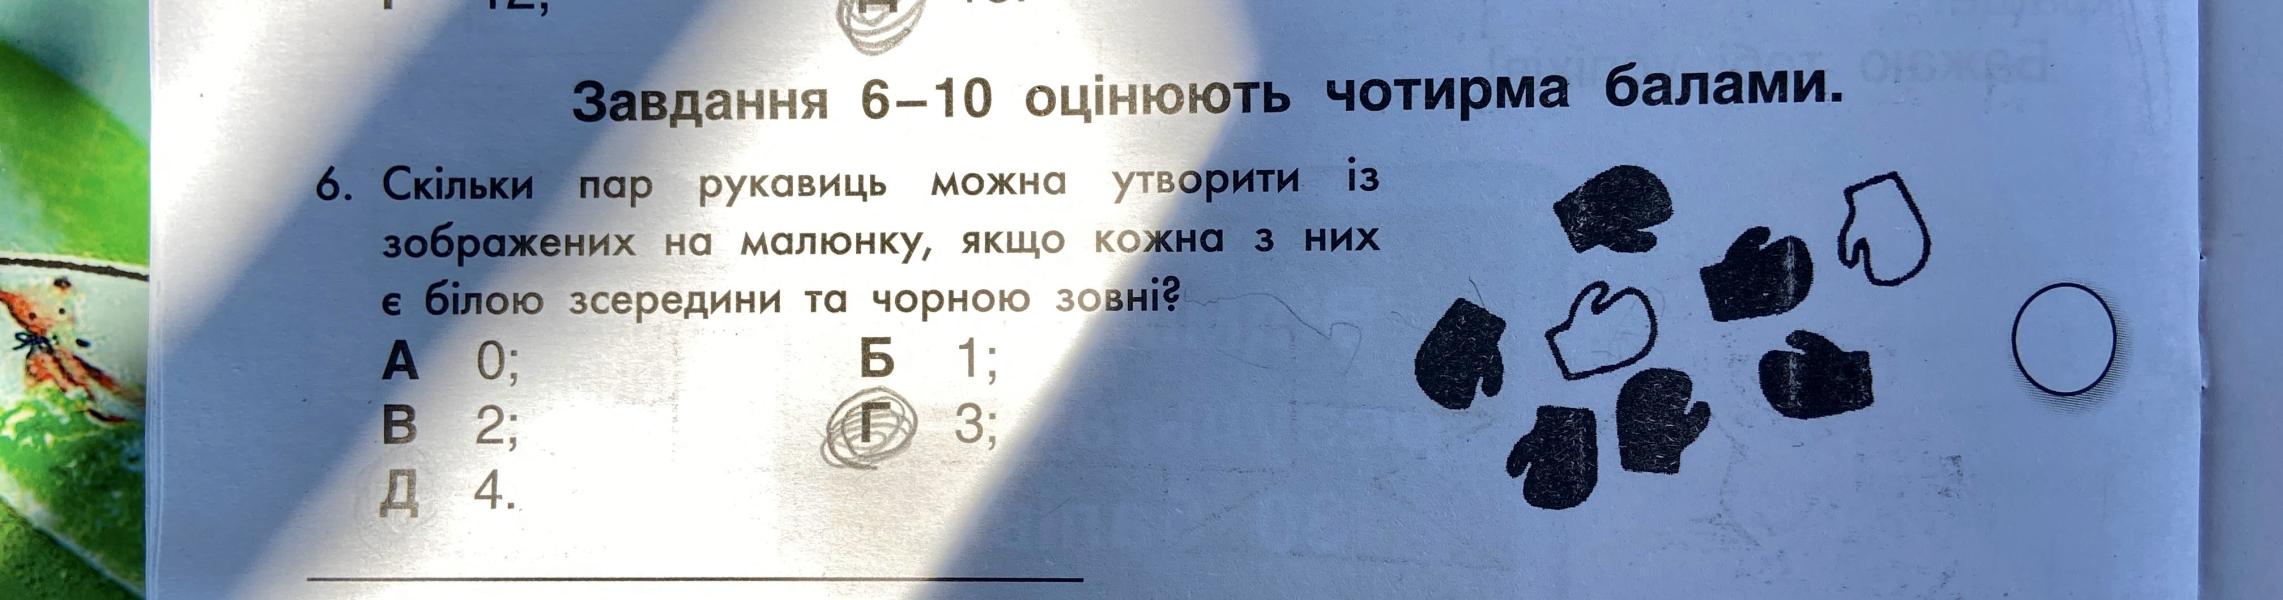 Завдання 6–10 оцінюють чотирма балами.
6. Скільки пар рукавиць можна утворити із
зображених на малюнку, якщо кожна з них
є білою зсередини та чорною зовні?
А 0; Б 1;
В 2; Г 3;
Д 4.